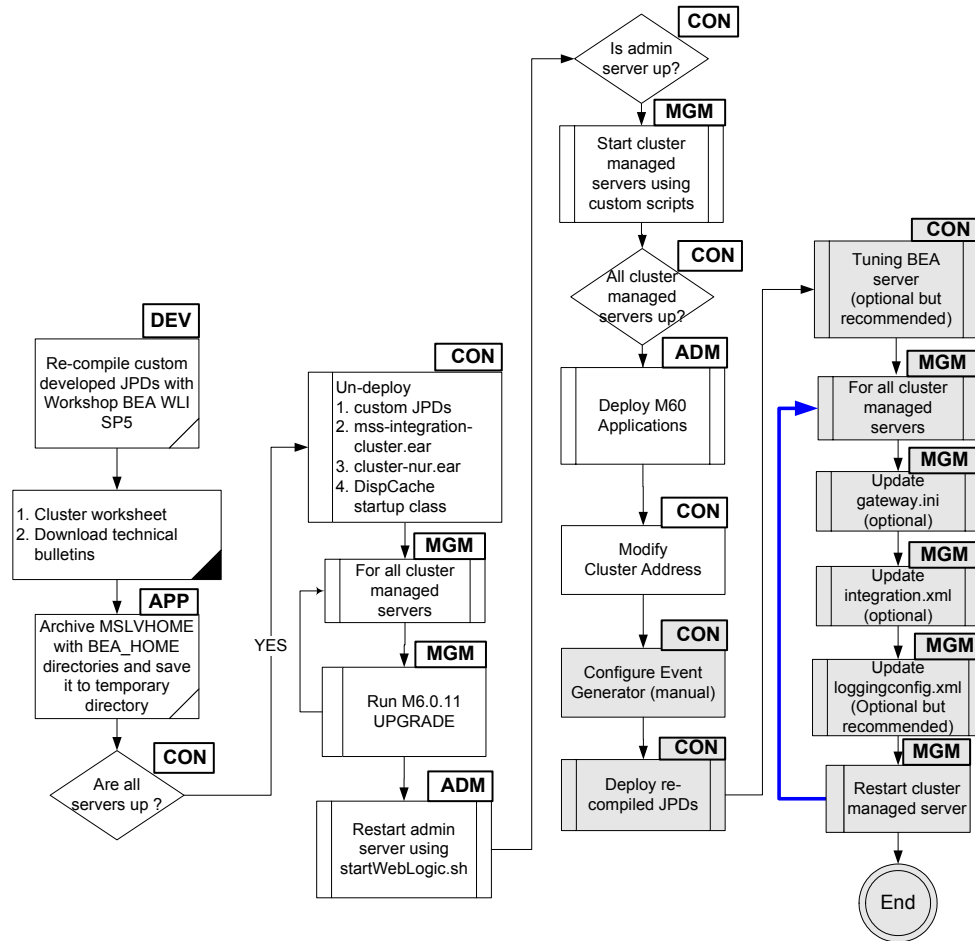 DEV
Re-compile custom
developed JPDs with
Workshop BEA WLI
SP5
1. Cluster worksheet
2. Download technical
bulletins
APP
Archive MSLVHOME
with BEA_HOME
directories and save
it to temporary
directory
CON
Are all
servers up ?
YES
CON
Un-deploy
1. custom JPDs
2. mss-integration-
cluster.ear
3. cluster-nur.ear
4. DispCache
startup class
MGM
For all cluster
managed
servers
MGM
Run M6.0.11
UPGRADE
ADM
Restart admin
server using
startWebLogic.sh
CON
Is admin
server up?
MGM
Start cluster
managed
servers using
custom scripts
CON
All cluster
managed
servers up?
ADM
Deploy M60
Applications
CON
Modify
Cluster Address
CON
Configure Event
Generator (manual)
CON
Deploy re-
compiled JPDs
CON
Tuning BEA
server
(optional but
recommended)
MGM
For all cluster
managed
servers
MGM
Update
gateway.ini
(optional)
MGM
Update
integration.xml
(optional)
MGM
Update
loggingconfig.xml
(Optional but
recommended)
MGM
Restart cluster
managed server
End